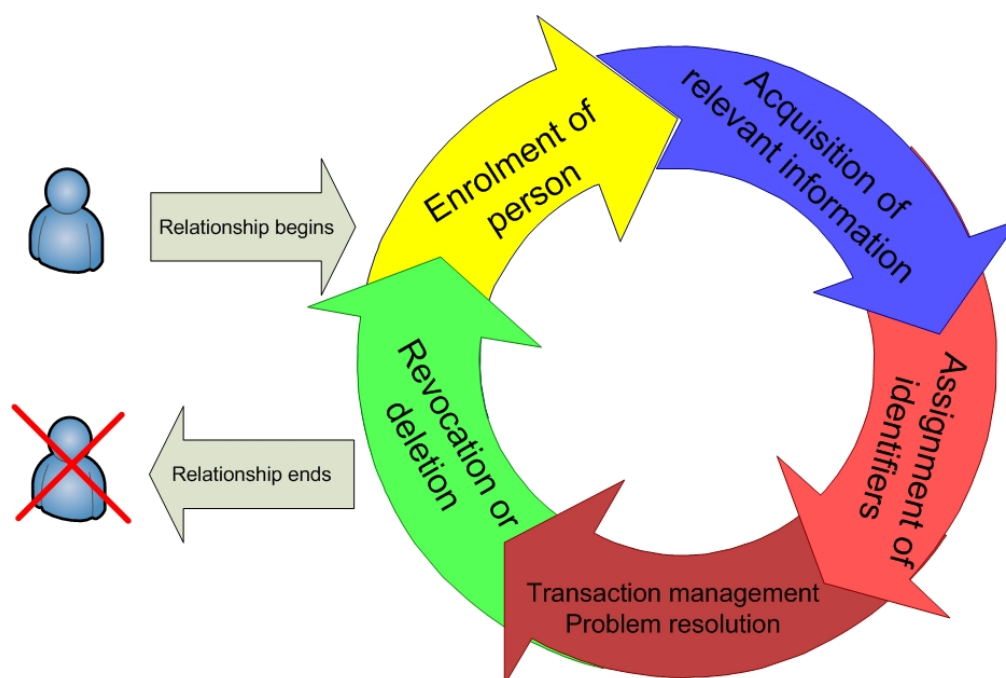 Relationship begins
Enrolment of
person
Acquisition of
relevant information
Assignment of
identifiers
Transaction management
Problem resolution
Revocation or
deletion
Relationship ends